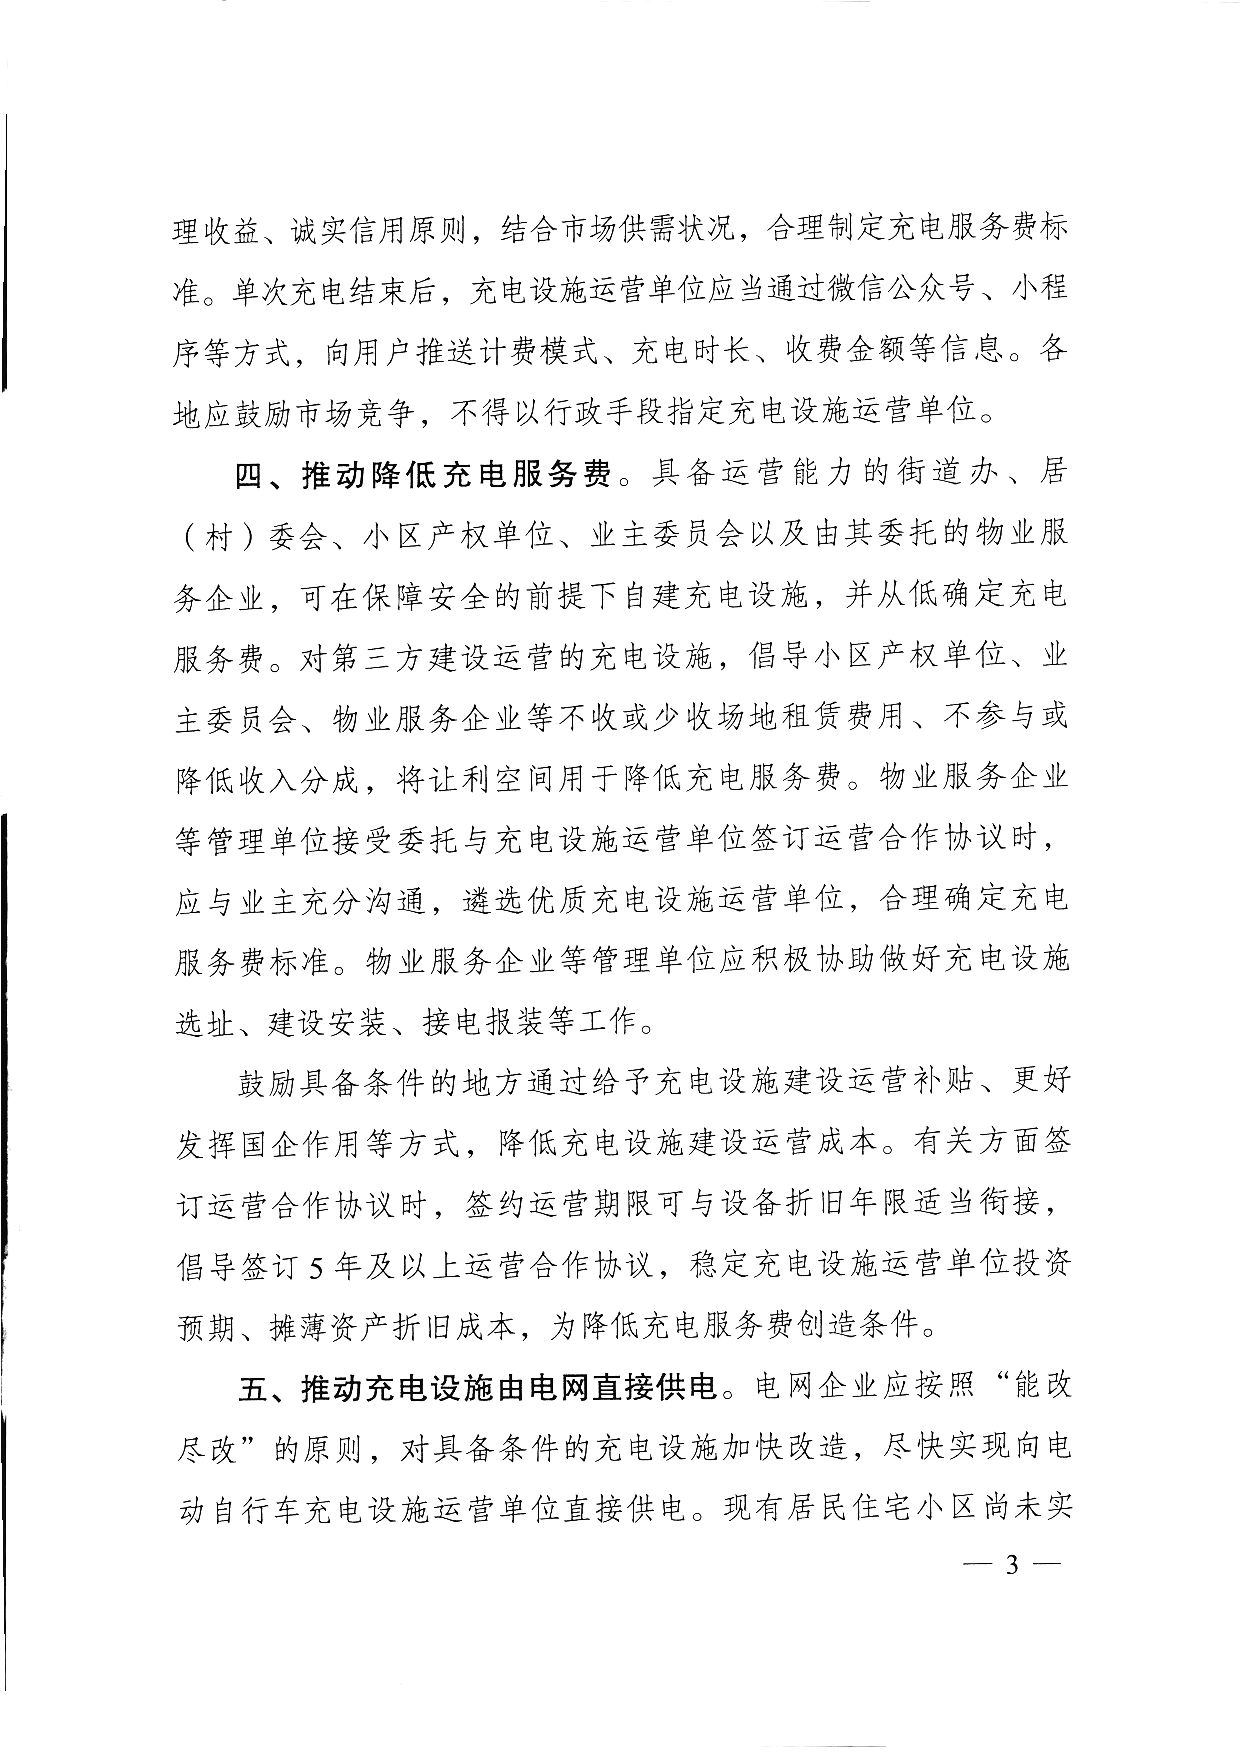 理收益、诚实信用原则，结合市场供需状况，合理制定充电服务费标
准。单次充电结束后，充电设施运营单位应当通过微信公众号、小程
序等方式，向用户推送计费模式、充电时长、收费金额等信息。各
地应鼓励市场竞争，不得以行政手段指定充电设施运营单位。
四、推动降低充电服务费。具备运营能力的街道办、居
（村）委会、小区产权单位、业主委员会以及由其委托的物业服
务企业，可在保障安全的前提下自建充电设施，并从低确定充电
服务费。对第三方建设运营的充电设施，倡导小区产权单位、业
主委员会、物业服务企业等不收或少收场地租赁费用、不参与或
降低收入分成，将让利空间用于降低充电服务费。物业服务企业
等管理单位接受委托与充电设施运营单位签订运营合作协议时，
应与业主充分沟通，遴选优质充电设施运营单位，合理确定充电
服务费标准。物业服务企业等管理单位应积极协助做好充电设施
选址、建设安装、接电报装等工作。
鼓励具备条件的地方通过给予充电设施建设运营补贴、更好
发挥国企作用等方式，降低充电设施建设运营成本。有关方面签
订运营合作协议时，签约运营期限可与设备折旧年限适当衔接，
倡导签订 5 年及以上运营合作协议，稳定充电设施运营单位投资
预期、摊薄资产折旧成本，为降低充电服务费创造条件。
五、推动充电设施由电网直接供电。电网企业应按照“能改
尽改”的原则，对具备条件的充电设施加快改造，尽快实现向电
动自行车充电设施运营单位直接供电。现有居民住宅小区尚未实
— 3 —